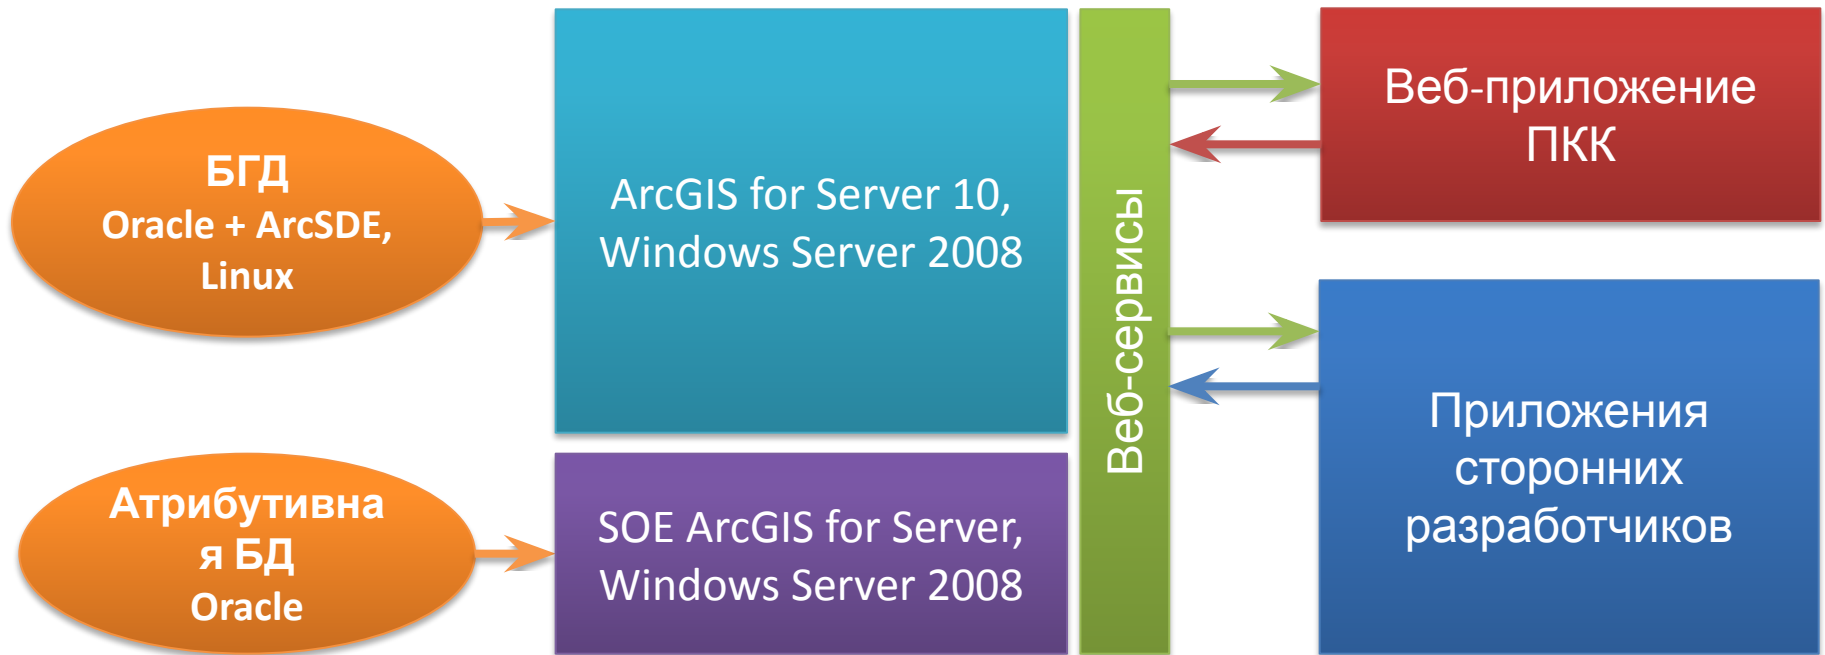 БГД
Oracle + ArcSDE,
Linux
ArcGIS for Server 10,
Windows Server 2008
Атрибутивна
я БД
Oracle
SOE ArcGIS for Server,
Windows Server 2008
Веб-сервисы
Веб-приложение
ПКК
Приложения
сторонних
разработчиков